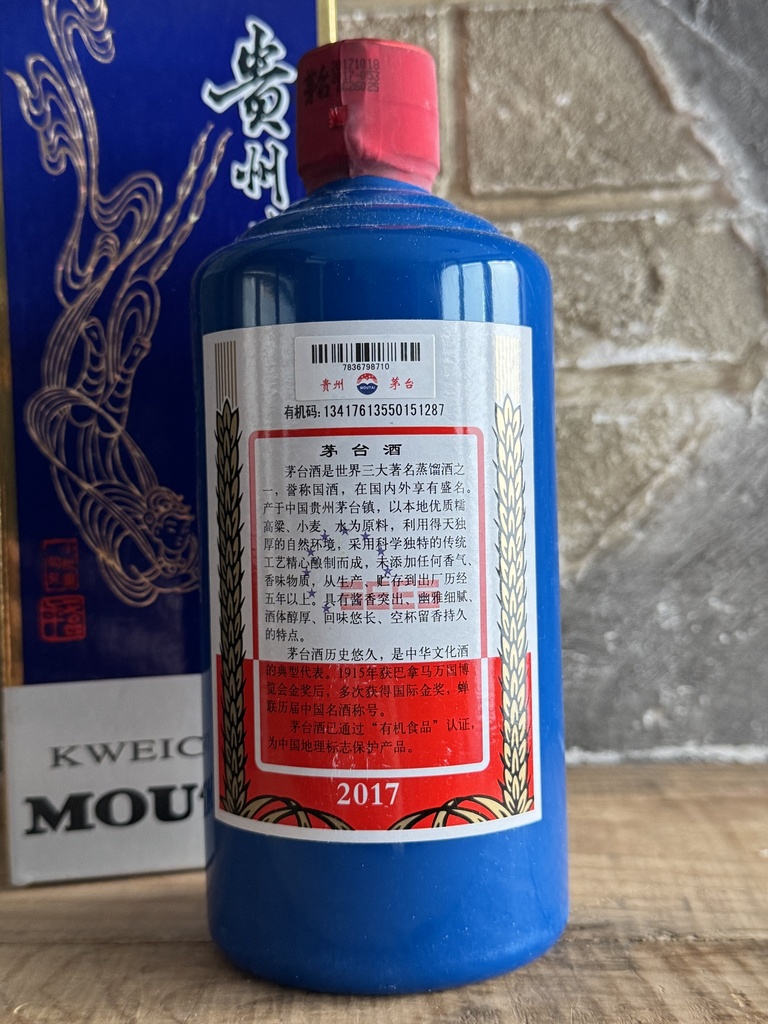 貴州
茅台
20171018
7836798710
贵州 MOUTAI 茅台
有机码:13417613550151287
茅台酒
茅台酒是世界三大著名蒸馏酒之
一，誉称国酒，在国内外享有盛名。
产于中国贵州茅台镇，以本地优质糯
高粱、小麦、水为原料，利用得天独
厚的自然环境，采用科学独特的传统
工艺精心酿制而成，未添加任何香气、
香味物质，从生产、贮存到出厂历经
五年以上。具有酱香突出、幽雅细腻、
酒体醇厚、回味悠长、空杯留香持久
的特点。
茅台酒历史悠久，是中华文化酒
的典型代表。1915年获巴拿马万国博
览会金奖后，多次获得国际金奖，蝉
联历届中国名酒称号。
茅台酒已通过“有机食品”认证，
为中国地理标志保护产品。
2017
KWEIC
MOU